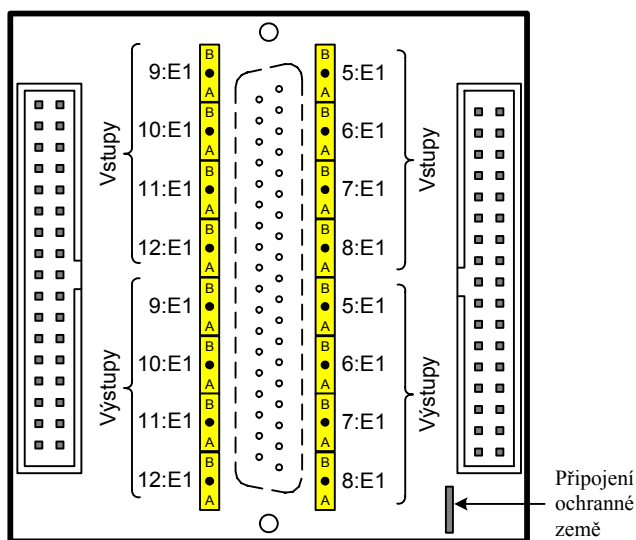 B
A
9:E1
B
A
10:E1
B
A
11:E1
B
A
12:E1
Vstupy
B
A
9:E1
B
A
10:E1
B
A
11:E1
B
A
12:E1
Výstupy
B
A
5:E1
B
A
6:E1
B
A
7:E1
B
A
8:E1
Vstupy
B
A
5:E1
B
A
6:E1
B
A
7:E1
B
A
8:E1
Výstupy
Připojení
ochranné
země